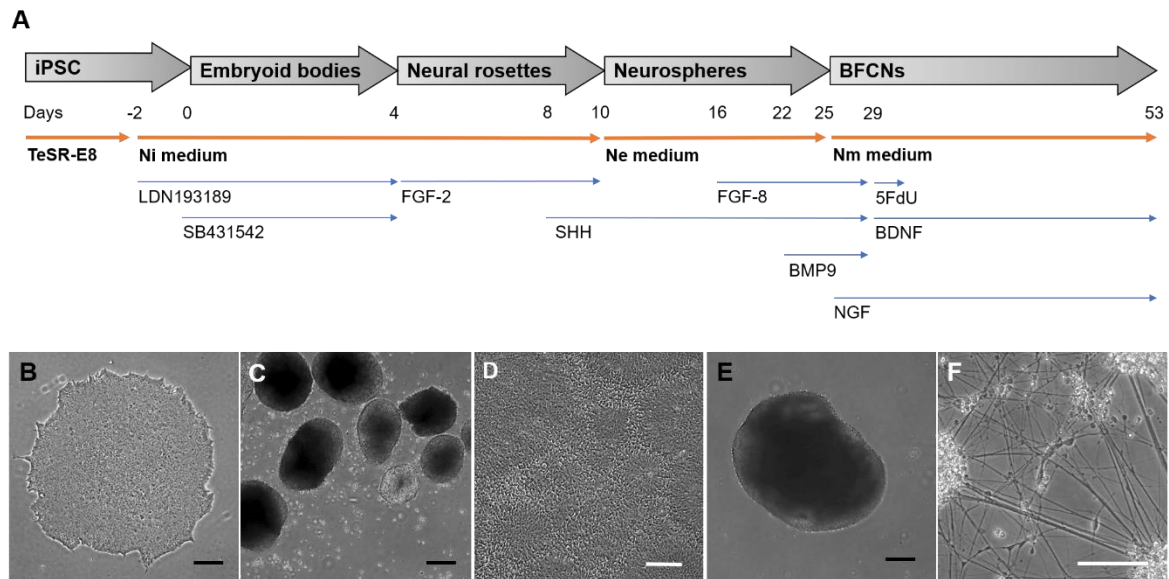 A
iPSC
Embryoid bodies
Neural rosettes
Neurospheres
BFCNs
Days -2 0 4 8 10 16 22 25 29 53
TeSR-E8
Ni medium
Ne medium
Nm medium
LDN193189
FGF-2
FGF-8
5FdU
SB431542
SHH
BDNF
BMP9
NGF
B
C
D
E
F